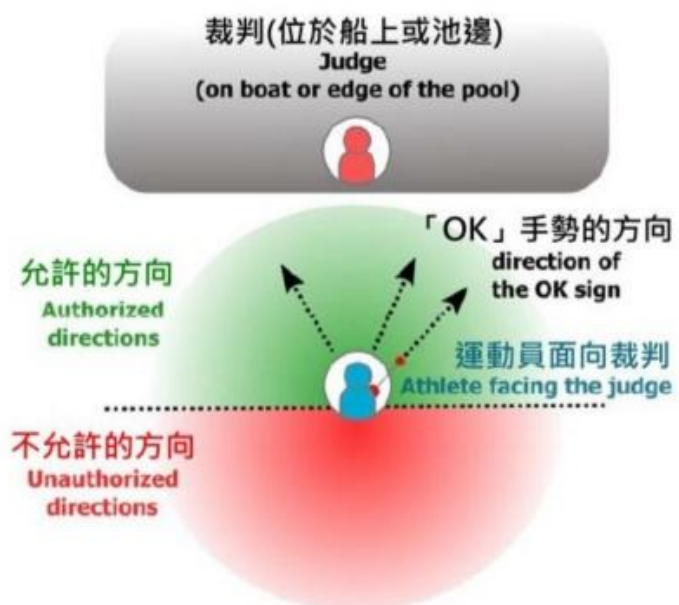 裁判(位於船上或池邊)
Judge
(on boat or edge of the pool)
「OK」手勢的方向
direction of
the OK sign
允許的方向
Authorized
directions
運動員面向裁判
Athlete facing the judge
不允許的方向
Unauthorized
directions